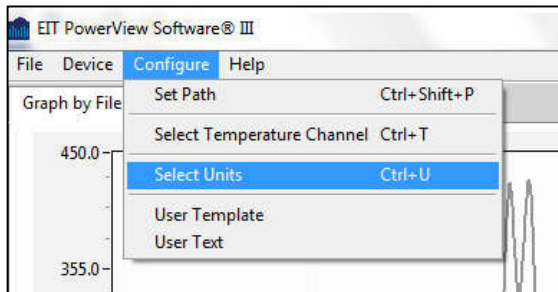 EIT PowerView Software® III
File Device Configure Help
Graph by File
Set Path Ctrl+Shift+P
Select Temperature Channel Ctrl+T
Select Units Ctrl+U
User Template
User Text
450.0
355.0